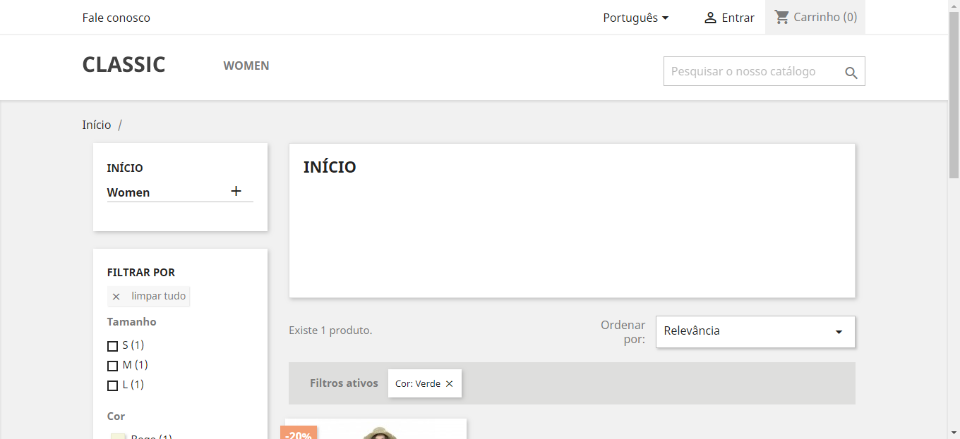 Fale conosco
Português
Entrar
Carrinho (0)
CLASSIC
WOMEN
Pesquisar o nosso catálogo
Início /
INÍCIO
Women
INÍCIO
FILTRAR POR
limpar tudo
Tamanho
S (1)
M (1)
L (1)
Cor
Bege (1)
Existe 1 produto.
Ordenar
por:
Relevância
Filtros ativos
Cor: Verde
-20%